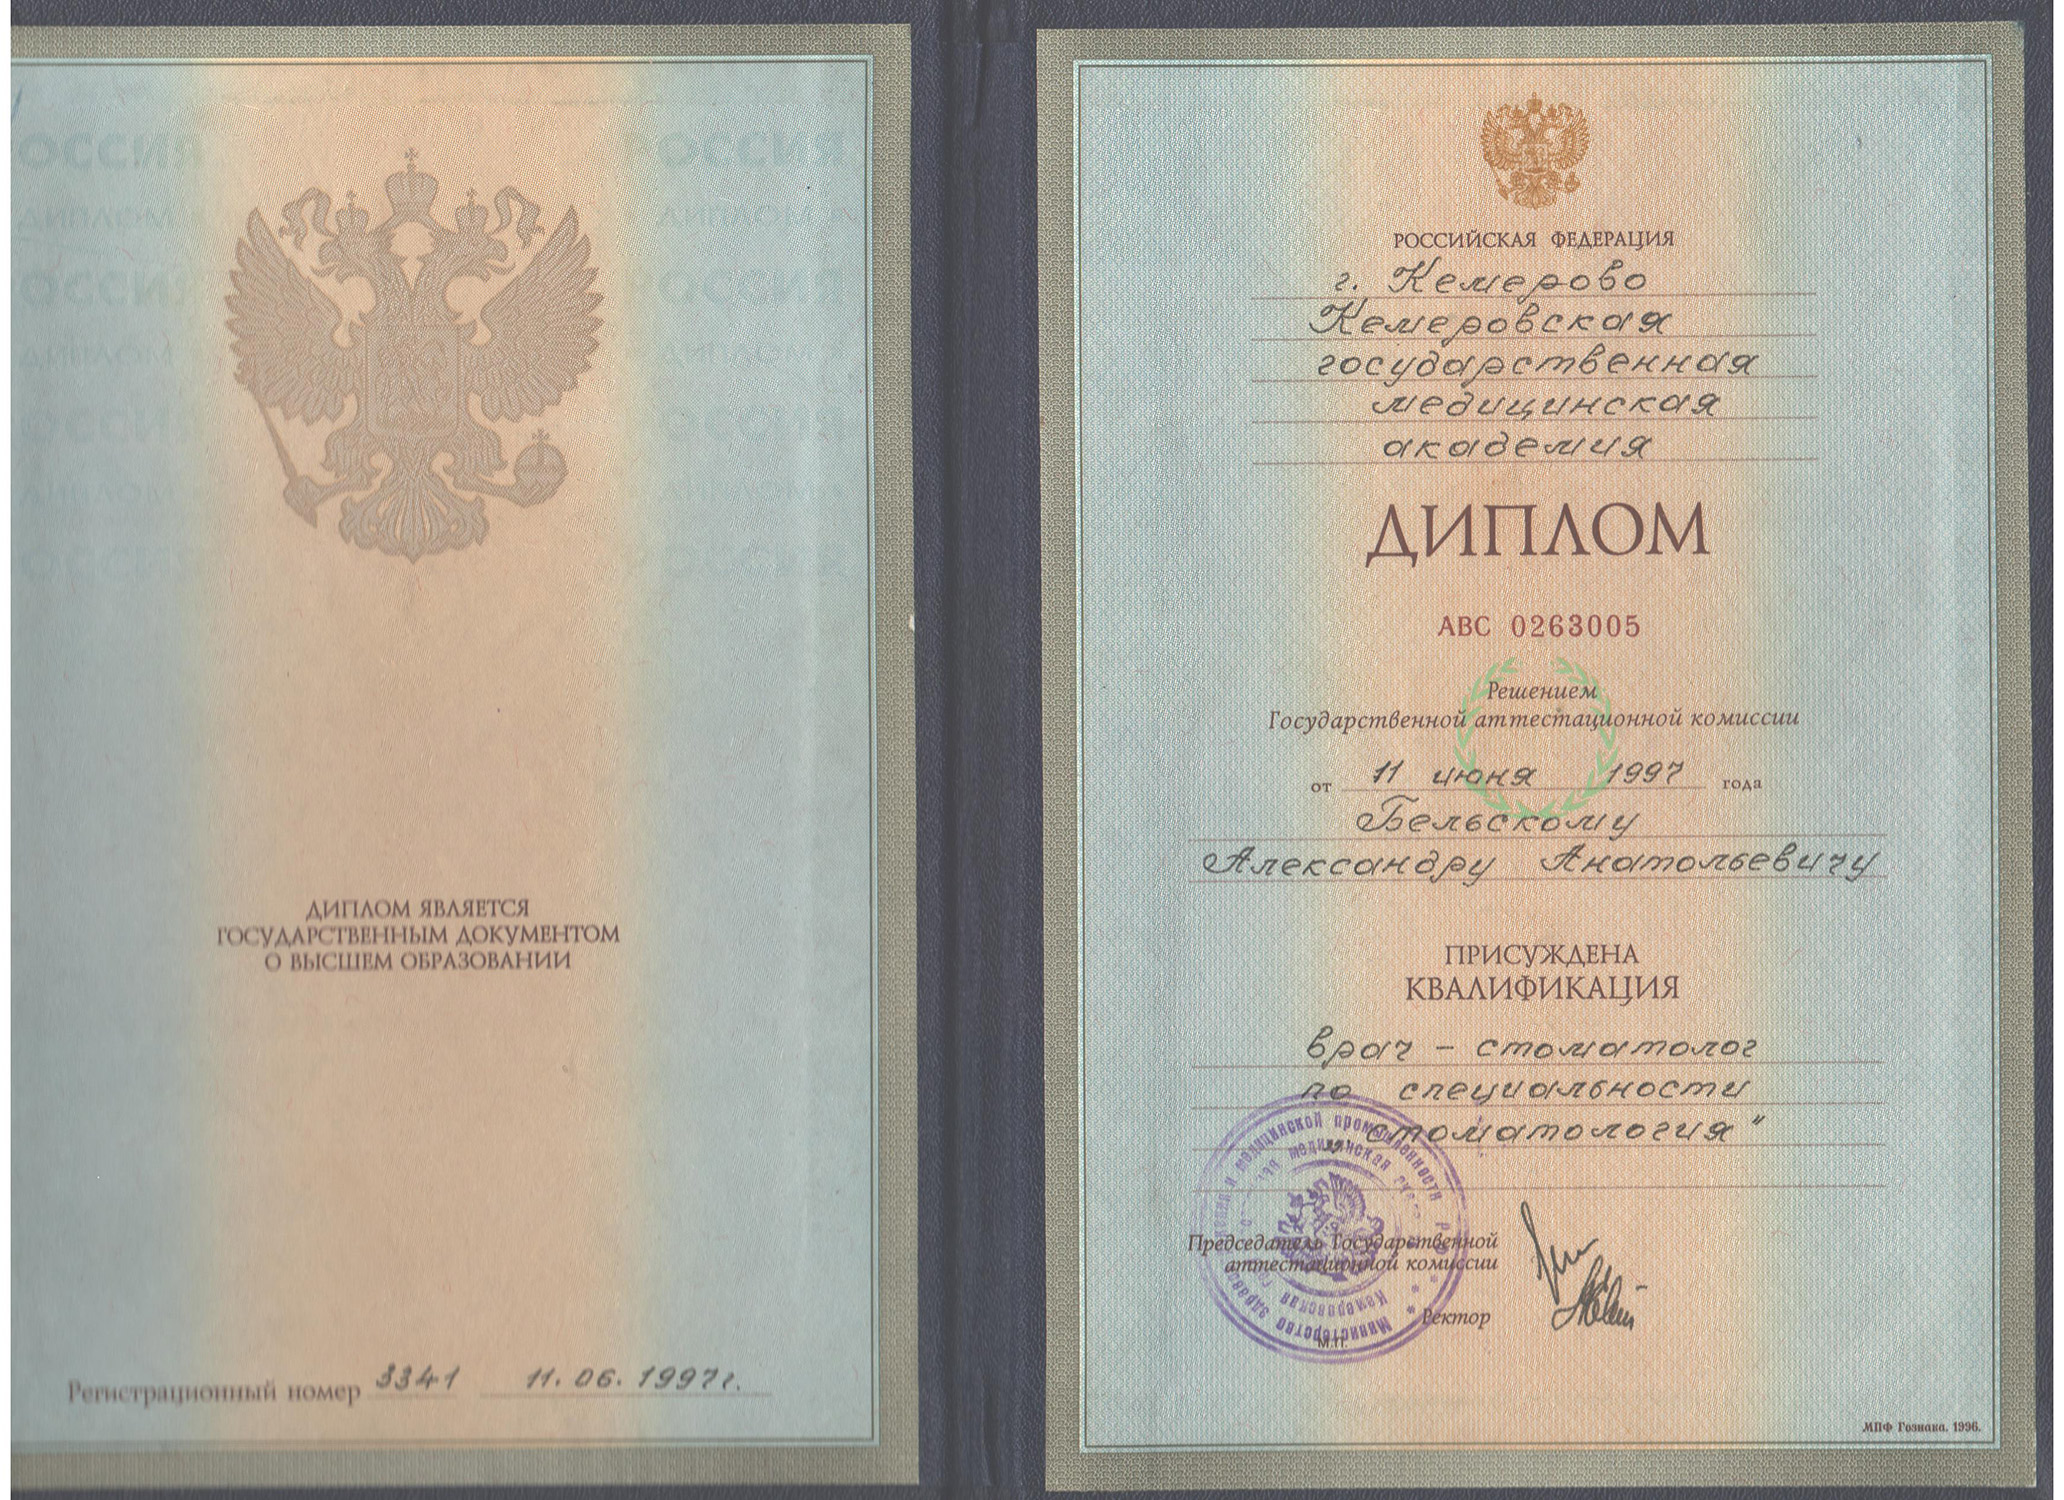 ДИПЛОМ ЯВЛЯЕТСЯ
ГОСУДАРСТВЕННЫМ ДОКУМЕНТОМ
О ВЫСШЕМ ОБРАЗОВАНИИ
Регистрационный номер 3341 11.06.1997г.
РОССИЙСКАЯ ФЕДЕРАЦИЯ
г. Кемерово
Кемеровская
государственная
медицинская
академия
ДИПЛОМ
АВС 0263005
Решением
Государственной аттестационной комиссии
от 11 июня 1997 года
Бельскому
Александру Анатольевичу
ПРИСУЖДЕНА
КВАЛИФИКАЦИЯ
врач - стоматолог
по специальности
"стоматология"
Председатель Государственной
аттестационной комиссии
Ректор
М.П.
МПФ Гознака. 1996.